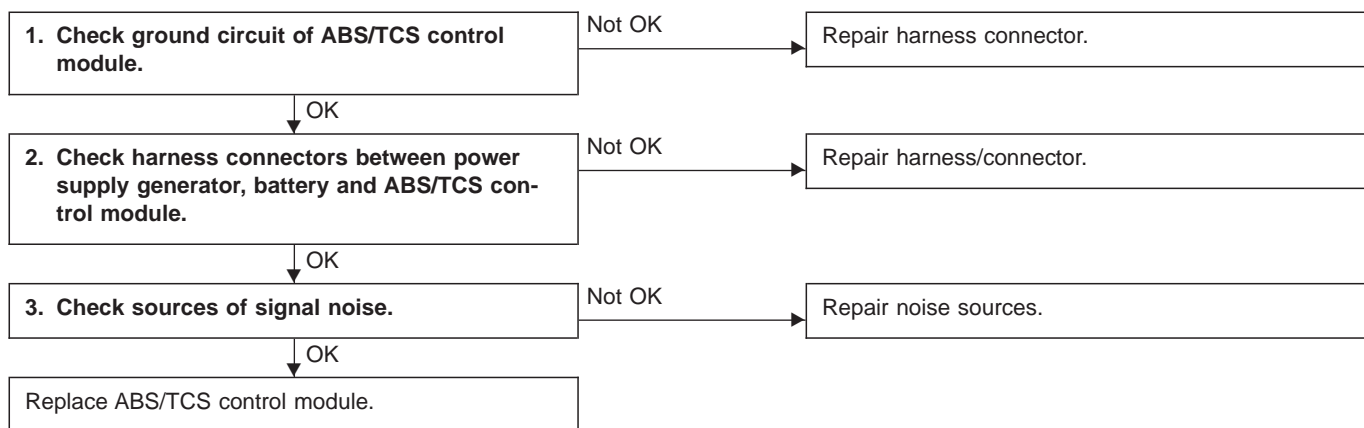 1. Check ground circuit of ABS/TCS control
module.
Not OK
Repair harness connector.
OK
2. Check harness connectors between power
supply generator, battery and ABS/TCS con-
trol module.
Not OK
Repair harness/connector.
OK
3. Check sources of signal noise.
Not OK
Repair noise sources.
OK
Replace ABS/TCS control module.